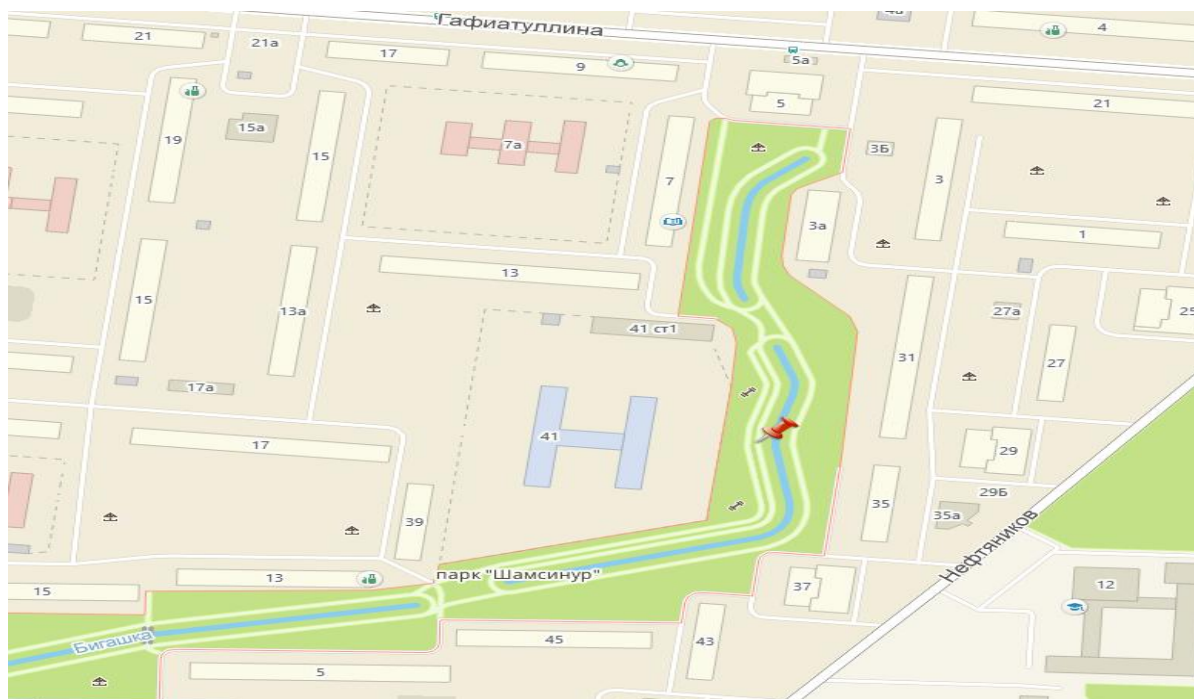 Гафиатуллина
4а
4
21
21а
17
9
5а
5
21
19
15а
15
7а
7
3Б
3
3а
1
13
15
13а
41 ст1
27а
25
31
27
17а
17
41
29
39
35
29Б
35а
Нефтяников
парк "Шамсинур"
13
15
37
12
Бигашка
45
43
5